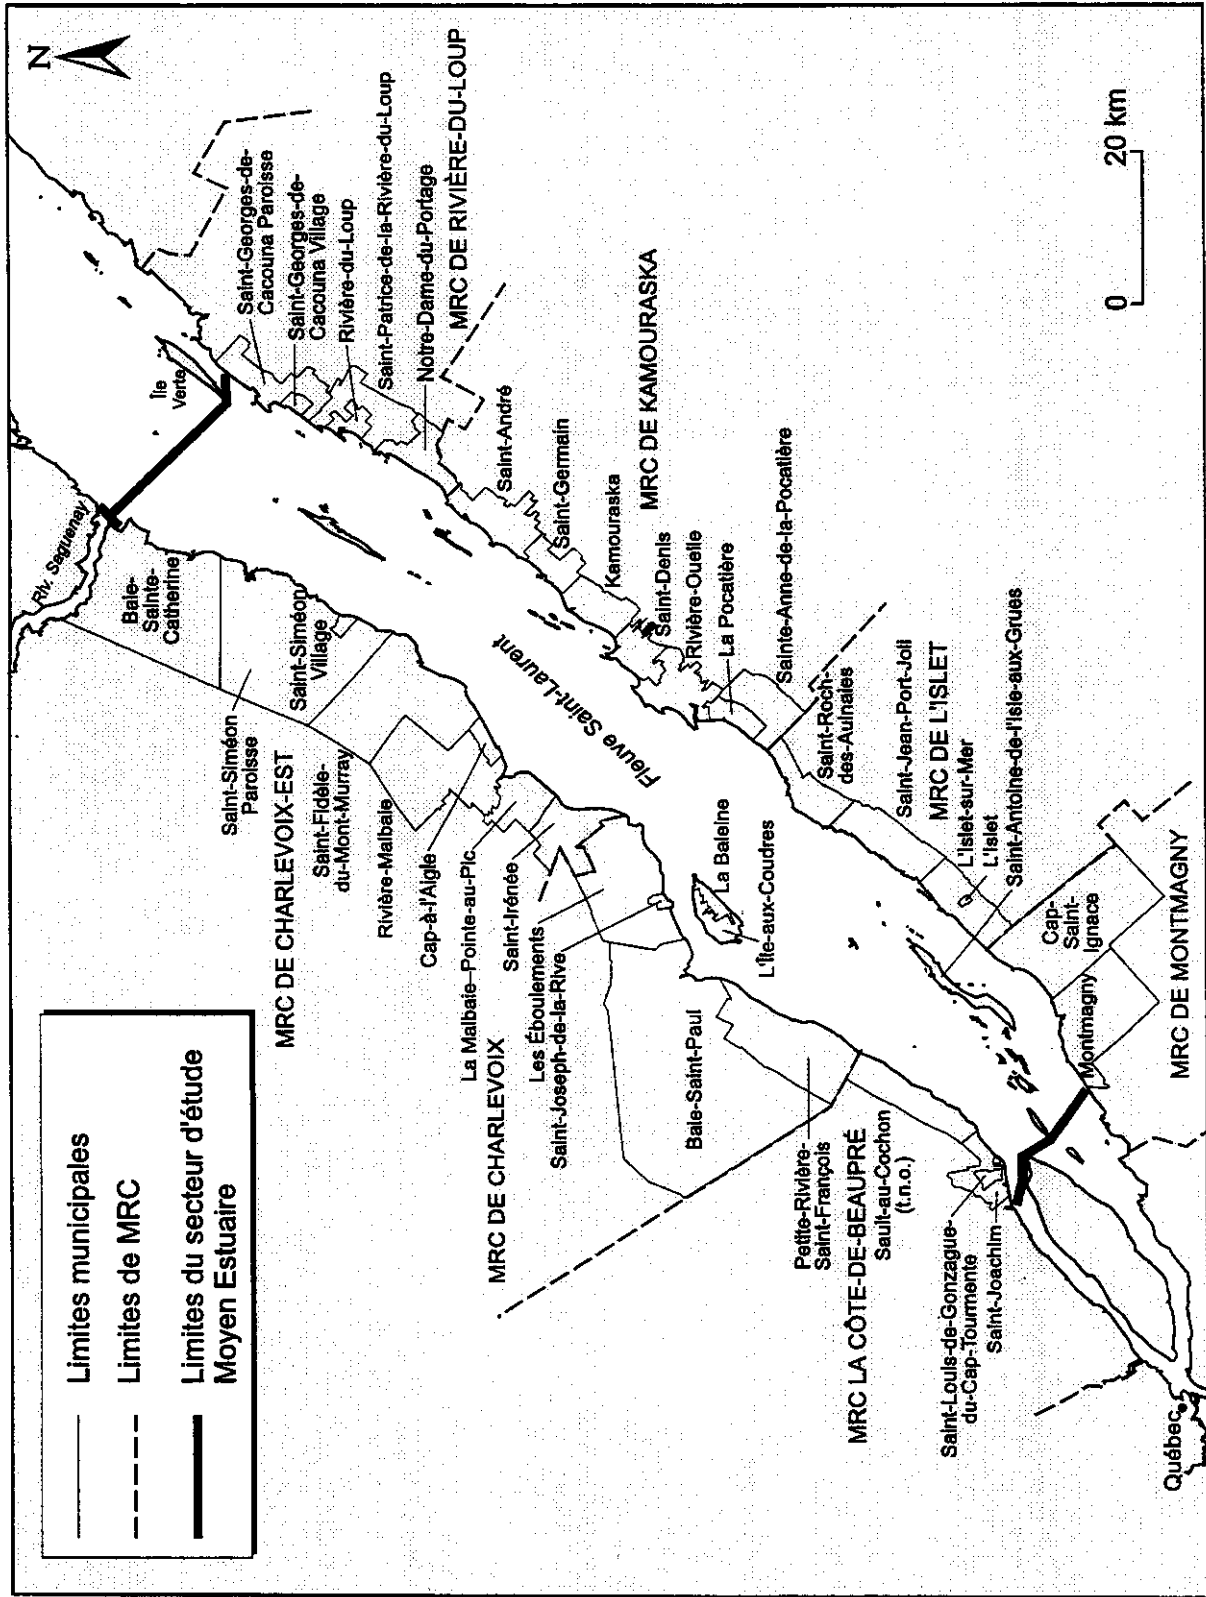 Limites municipales
Limites de MRC
Limites du secteur d'étude
Moyen Estuaire
N
Riv. Saguenay
Île
Verte
Baie-
Sainte-
Catherine
Saint-Siméon
Paroisse
Saint-Siméon
Village
MRC DE CHARLEVOIX-EST
Saint-Fidèle-
du-Mont-Murray
Rivière-Malbaie
Cap-à-l'Aigle
La Malbaie–Pointe-au-Pic
Saint-Irénée
MRC DE CHARLEVOIX
Les Éboulements
Saint-Joseph-de-la-Rive
Baie-Saint-Paul
Petite-Rivière-
Saint-François
MRC LA CÔTE-DE-BEAUPRÉ
Sault-au-Cochon
(t.n.o.)
Saint-Louis-de-Gonzague-
du-Cap-Tourmente
Saint-Joachim
Québec
Fleuve Saint-Laurent
La Baleine
L'Île-aux-Coudres
Saint-Georges-de-
Cacouna Paroisse
Saint-Georges-de-
Cacouna Village
Rivière-du-Loup
Saint-Patrice-de-la-Rivière-du-Loup
Notre-Dame-du-Portage
MRC DE RIVIÈRE-DU-LOUP
Saint-André
Saint-Germain
Kamouraska
MRC DE KAMOURASKA
Saint-Denis
Rivière-Ouelle
La Pocatière
Sainte-Anne-de-la-Pocatière
Saint-Roch-
des-Aulnaies
Saint-Jean-Port-Joli
MRC DE L'ISLET
L'Islet-sur-Mer
L'Islet
Saint-Antoine-de-l'Isle-aux-Grues
Cap-
Saint-
Ignace
Montmagny
MRC DE MONTMAGNY
0 20 km